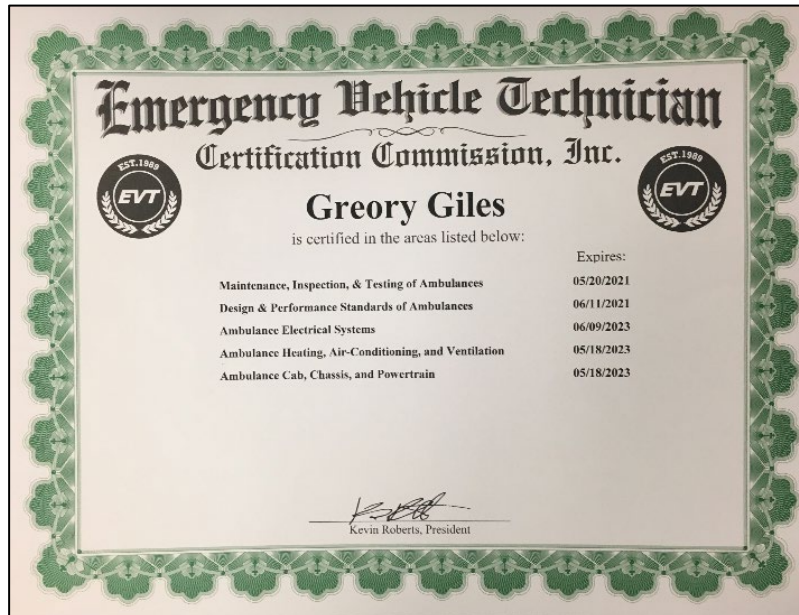 Emergency Vehicle Technician
Certification Commission, Inc.
EST.1989
EVT
EST.1989
EVT
Greory Giles
is certified in the areas listed below:
Expires:
Maintenance, Inspection, & Testing of Ambulances 05/20/2021
Design & Performance Standards of Ambulances 06/11/2021
Ambulance Electrical Systems 06/09/2023
Ambulance Heating, Air-Conditioning, and Ventilation 05/18/2023
Ambulance Cab, Chassis, and Powertrain 05/18/2023
Kevin Roberts, President